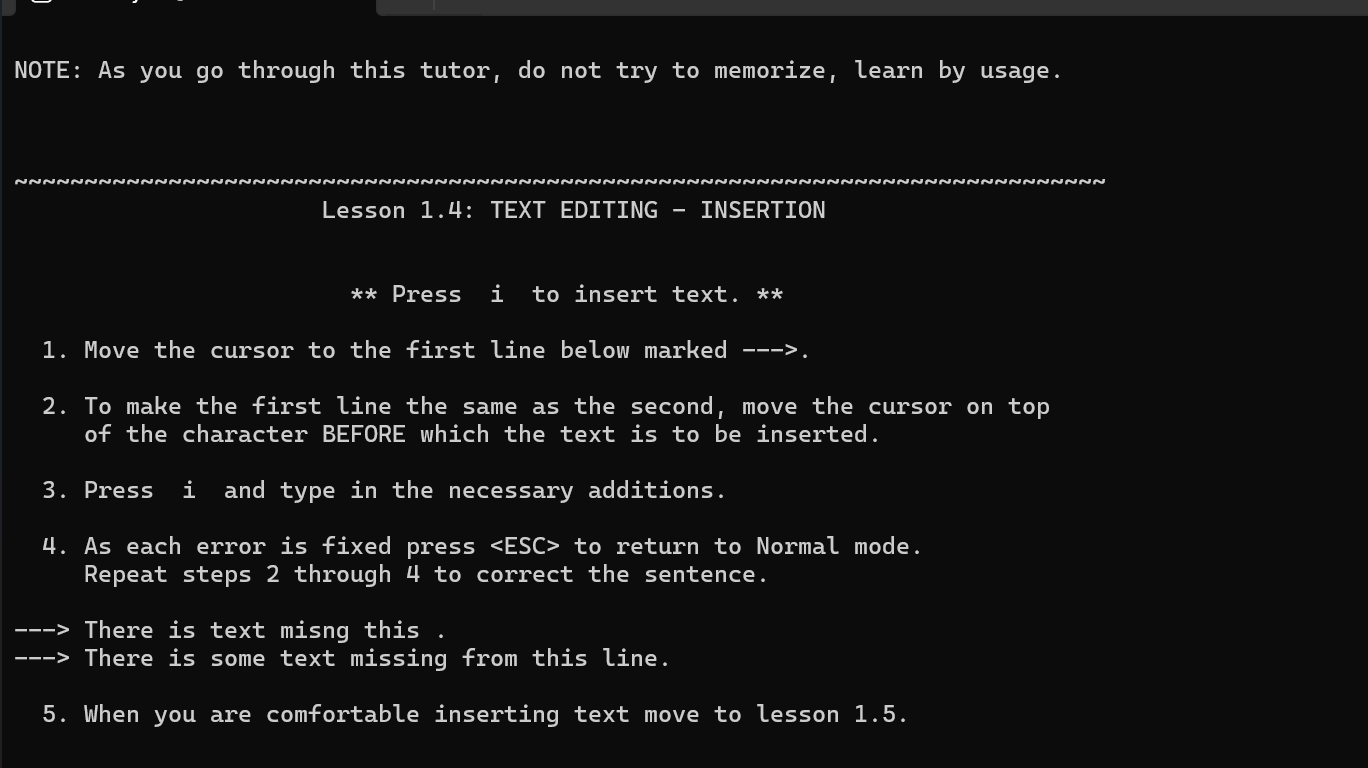 NOTE: As you go through this tutor, do not try to memorize, learn by usage.
~~~~~~~~~~~~~~~~~~~~~~~~~~~~~~~~~~~~~~~~~~~~~~~~~~~~~~~~~~~~~~~~~~~~~~~~~~~~~~
Lesson 1.4: TEXT EDITING - INSERTION
** Press  i  to insert text. **
1. Move the cursor to the first line below marked --->.
2. To make the first line the same as the second, move the cursor on top
of the character BEFORE which the text is to be inserted.
3. Press  i  and type in the necessary additions.
4. As each error is fixed press <ESC> to return to Normal mode.
Repeat steps 2 through 4 to correct the sentence.
---> There is text misng this .
---> There is some text missing from this line.
5. When you are comfortable inserting text move to lesson 1.5.